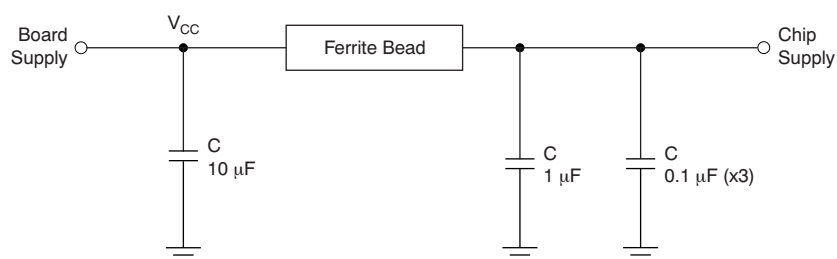 Board
Supply
V_CC
Ferrite Bead
Chip
Supply
C
10 μF
C
1 μF
C
0.1 μF (x3)